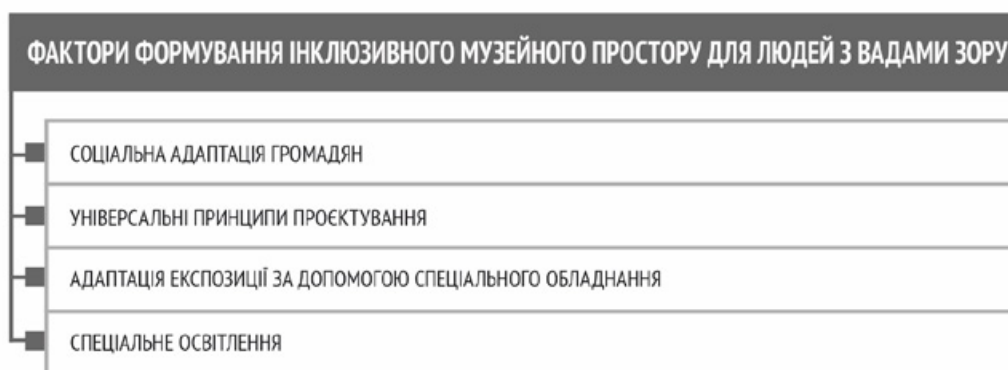 ФАКТОРИ ФОРМУВАННЯ ІНКЛЮЗИВНОГО МУЗЕЙНОГО ПРОСТОРУ ДЛЯ ЛЮДЕЙ З ВАДАМИ ЗОРУ
СОЦІАЛЬНА АДАПТАЦІЯ ГРОМАДЯН
УНІВЕРСАЛЬНІ ПРИНЦИПИ ПРОЄКТУВАННЯ
АДАПТАЦІЯ ЕКСПОЗИЦІЇ ЗА ДОПОМОГОЮ СПЕЦІАЛЬНОГО ОБЛАДНАННЯ
СПЕЦІАЛЬНЕ ОСВІТЛЕННЯ